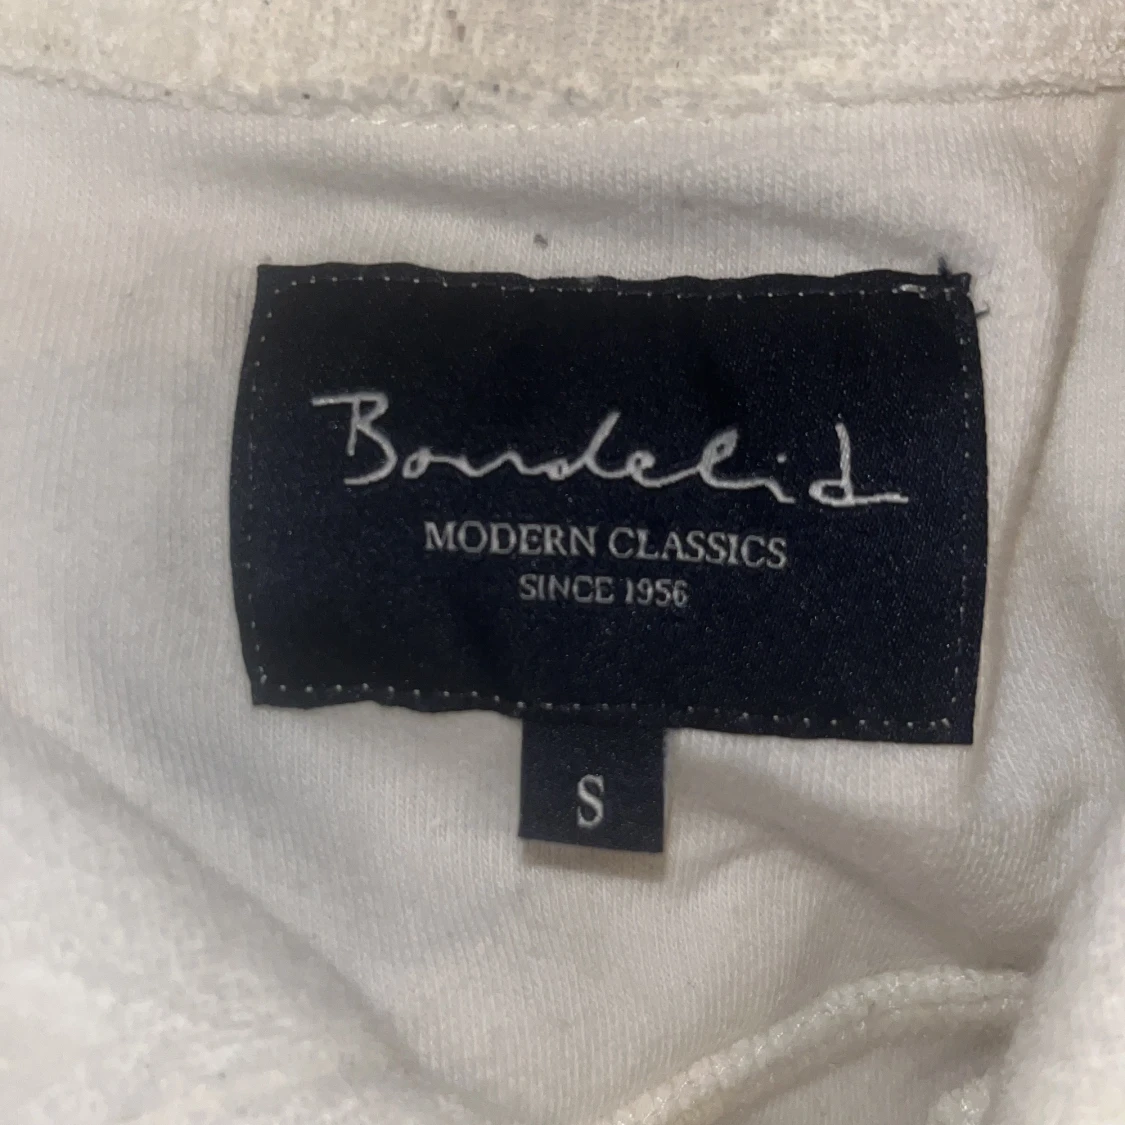 Bondelid
MODERN CLASSICS
SINCE 1956
S